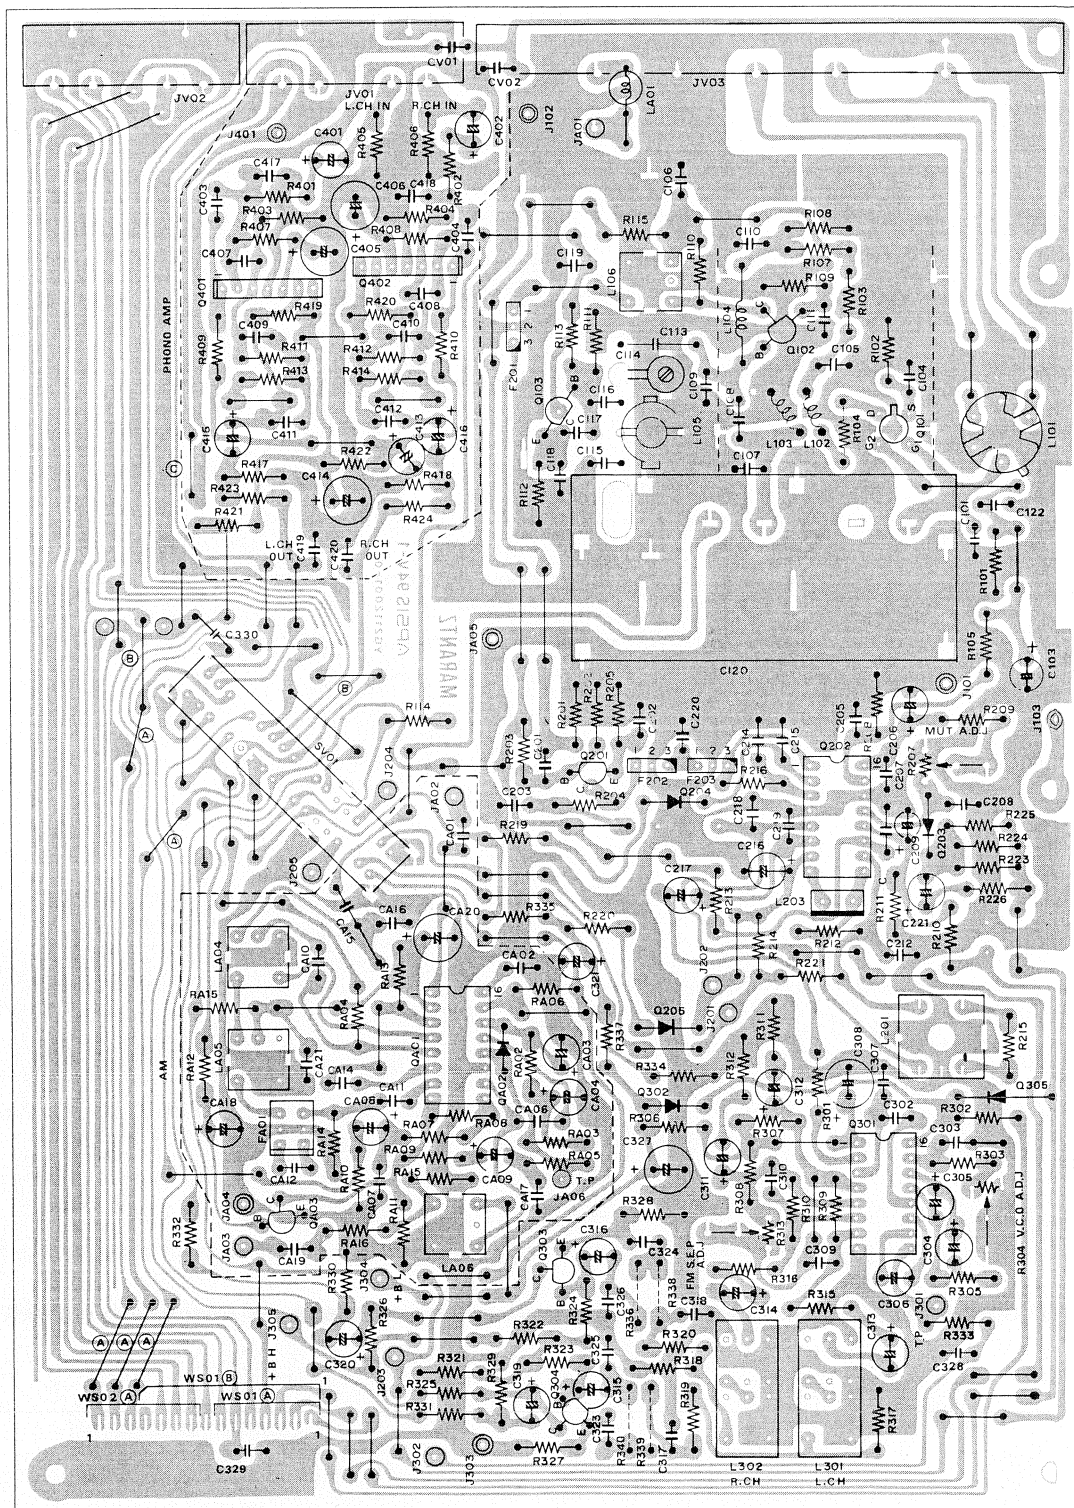 CV01
JV02
JV01
CV02
JV03
L.CH IN
R.CH IN
LA01
J401
C401
R405
R406
C402
J102
JA01
C417
C403
R401
C406
C418
R402
C106
R403
R404
R407
R408
C404
R115
R110
C110
R108
C407
C405
C119
L106
R107
Q401
Q402
R109
R103
C408
R419
R420
L104
C111
PHONO AMP
C409
C410
R409
R411
R412
R410
R113
C113
Q102
R413
R414
F201
Q103
C114
C109
C105
R102
C104
C116
C108
C416
C411
C412
C413
C416
C117
L105
L103
L102
R104
G2
D
G1
Q101
S
L101
R422
C115
C118
C107
R417
C414
R418
R112
R423
R424
R421
C101
C122
L.CH OUT
C419
C420
R.CH OUT
R101
MARANTZ
C330
JA05
R105
C103
C120
J101
J103
R114
SV01
J204
R203
C201
R201
R202
R205
C202
C220
C214
C215
C205
C206
R209
MUT A.D.J
Q201
Q202
F202
F203
R216
C207
R207
JA02
C203
R204
Q204
C208
CA01
R219
C218
C219
C209
Q203
R225
R224
R223
J205
C216
C217
R213
L203
R211
C221
R226
CA16
CA15
CA20
R335
R220
R214
R212
R210
LA04
CA10
RA13
CA02
C321
J202
R221
C212
RA15
RA04
RA06
Q205
J201
R311
L201
AM
RA12
LA05
CA21
QA01
QA02
RA02
CA03
R337
R334
R312
C308
C307
R215
CA14
CA04
CA18
CA11
CA08
CA06
Q302
R306
C312
R301
C302
Q305
R302
FA01
RA14
RA07
RA08
RA03
RA05
C327
R307
Q301
C303
R303
RA09
CA12
RA10
CA07
RA15
CA09
CA17
T.P
JA06
C311
R308
C310
C305
JA04
QA03
RA11
R328
R310
R309
R313
C304
R304 V.C.O A.D.J
R332
JA03
RA16
C316
C324
C309
CA19
J304.1
+B L
LA06
Q303
FM S.E.P A.D.J
R316
R330
C306
J301
R305
J305
R326
R324
C326
R336
R338
C318
C314
R315
+B H
C320
R322
C325
R320
C313
T.P
R333
R323
R318
C328
WS02 (A)
WS01 (B)
WS01 (A)
J203
R321
R329
C319
Q304
C315
R325
R331
R319
R317
C323
C317
C329
J302
J303
R327
R340
R339
L302
R.CH
L301
L.CH